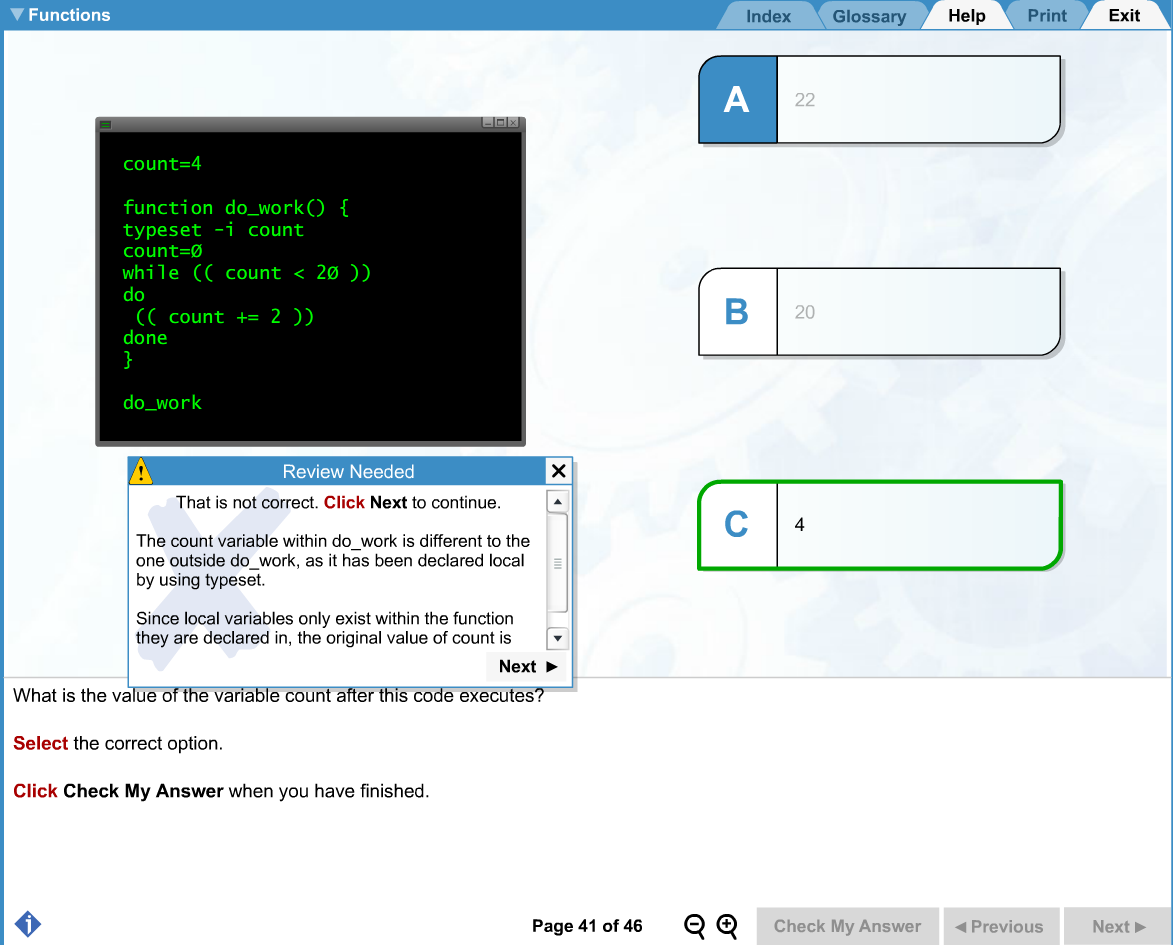 Functions
Index Glossary Help Print Exit
A 22
count=4
function do_work() {
typeset -i count
count=0
while (( count < 20 ))
do
(( count += 2 ))
done
}
do_work
B 20
C 4
Review Needed
That is not correct. Click Next to continue.
The count variable within do_work is different to the
one outside do_work, as it has been declared local
by using typeset.
Since local variables only exist within the function
they are declared in, the original value of count is
Next
What is the value of the variable count after this code executes?
Select the correct option.
Click Check My Answer when you have finished.
Page 41 of 46
Check My Answer
Previous
Next